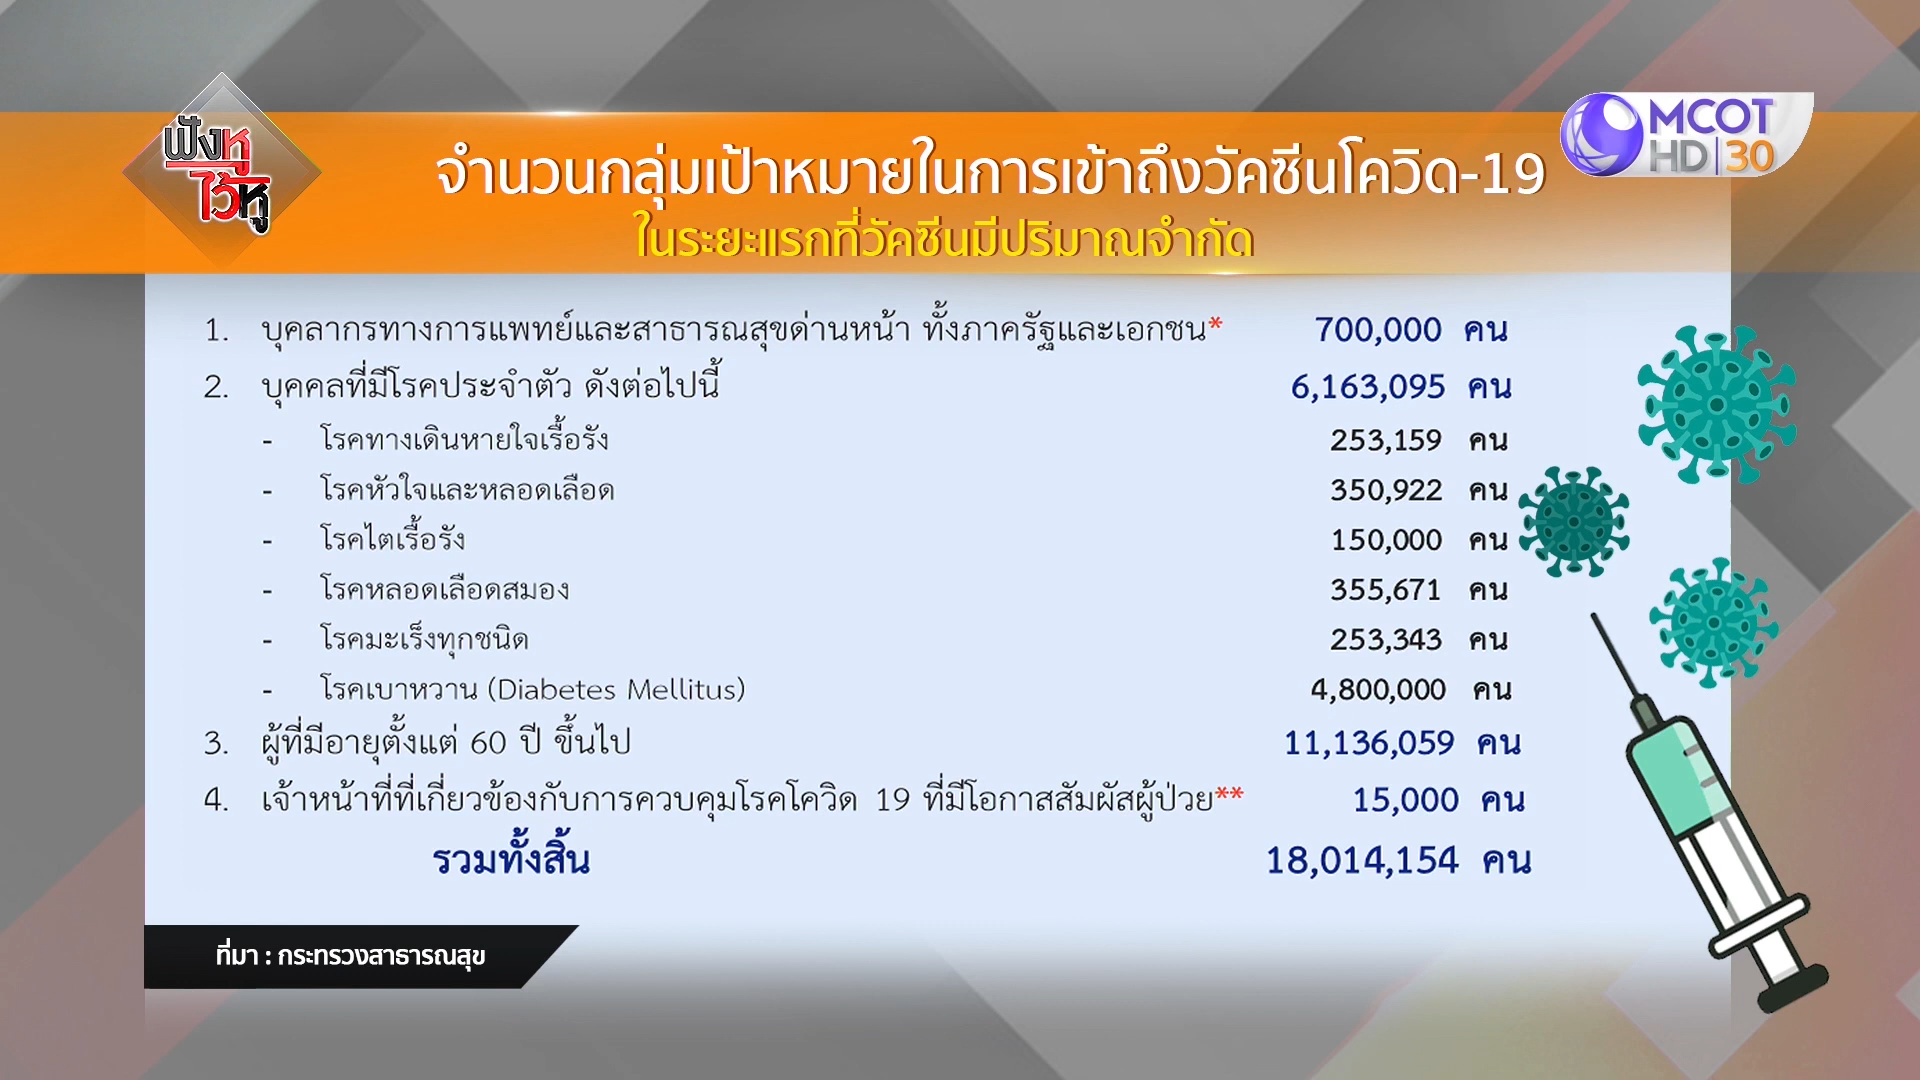 ฟังหู
ไว้หู
MCOT
HD 30
จำนวนกลุ่มเป้าหมายในการเข้าถึงวัคซีนโควิด-19
ในระยะแรกที่วัคซีนมีปริมาณจำกัด
1. บุคลากรทางการแพทย์และสาธารณสุขด่านหน้า ทั้งภาครัฐและเอกชน* 700,000 คน
2. บุคคลที่มีโรคประจำตัว ดังต่อไปนี้ 6,163,095 คน
- โรคทางเดินหายใจเรื้อรัง 253,159 คน
- โรคหัวใจและหลอดเลือด 350,922 คน
- โรคไตเรื้อรัง 150,000 คน
- โรคหลอดเลือดสมอง 355,671 คน
- โรคมะเร็งทุกชนิด 253,343 คน
- โรคเบาหวาน (Diabetes Mellitus) 4,800,000 คน
3. ผู้ที่มีอายุตั้งแต่ 60 ปี ขึ้นไป 11,136,059 คน
4. เจ้าหน้าที่ที่เกี่ยวข้องกับการควบคุมโรคโควิด 19 ที่มีโอกาสสัมผัสผู้ป่วย** 15,000 คน
รวมทั้งสิ้น 18,014,154 คน
ที่มา : กระทรวงสาธารณสุข